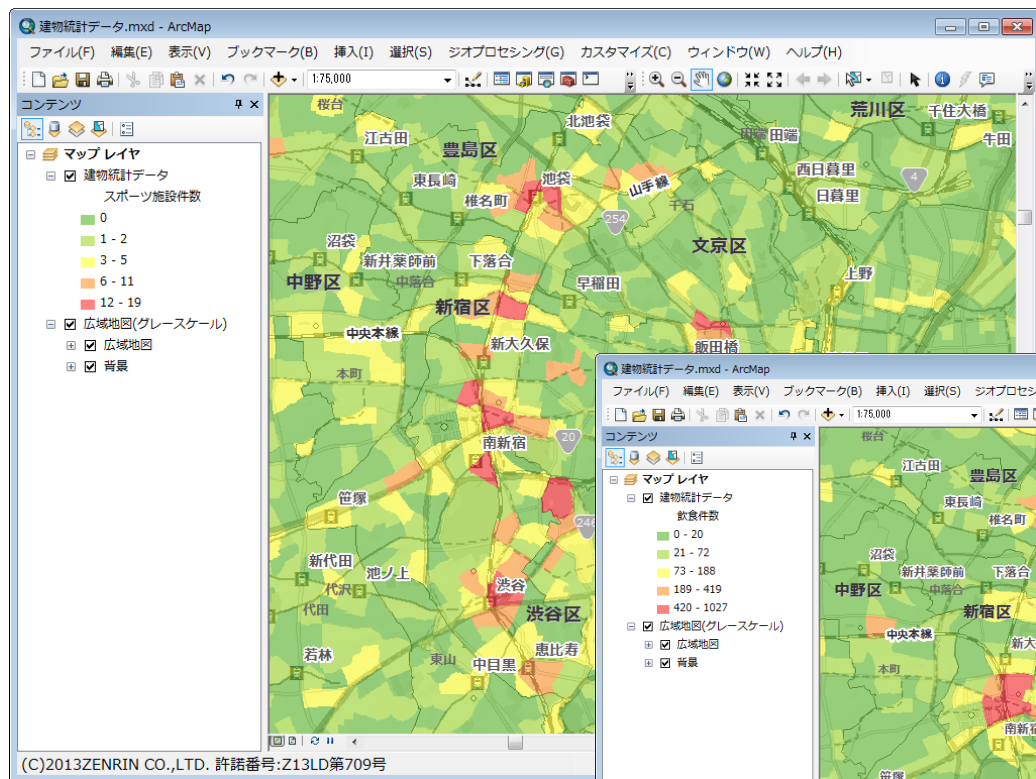 建物統計データ.mxd - ArcMap
ファイル(F) 編集(E) 表示(V) ブックマーク(B) 挿入(I) 選択(S) ジオプロセシング(G) カスタマイズ(C) ウィンドウ(W) ヘルプ(H)
1:75,000
コンテンツ
マップ レイヤ
建物統計データ
スポーツ施設件数
0
1 - 2
3 - 5
6 - 11
12 - 19
広域地図(グレースケール)
広域地図
背景
桜台
北池袋
荒川区
千住大橋
江古田
豊島区
田端 田端
牛田
東長崎
池袋
山手線
西日暮里
4
椎名町
千石
日暮里
254
沼袋
文京区
新井薬師前
下落合
上野
中野区
中落合
早稲田
新宿区
中央本線
新大久保
飯田橋
本町
南新宿
20
笹塚
246
新代田
池ノ上
渋谷
代沢
代田
渋谷区
若林
東山
中目黒
恵比寿
(C)2013ZENRIN CO.,LTD. 許諾番号:Z13LD第709号
建物統計データ.mxd - ArcMap
ファイル(F) 編集(E) 表示(V) ブックマーク(B) 挿入(I) 選択(S) ジオプロセシ
1:75,000
コンテンツ
マップ レイヤ
建物統計データ
飲食件数
0 - 20
21 - 72
73 - 188
189 - 419
420 - 1027
広域地図(グレースケール)
広域地図
背景
桜台
江古田
豊島区
東長崎
椎名町
沼袋
新井薬師前
下落合
中野区
中落合
新宿区
中央本線
新大
本町
南新宿
笹塚